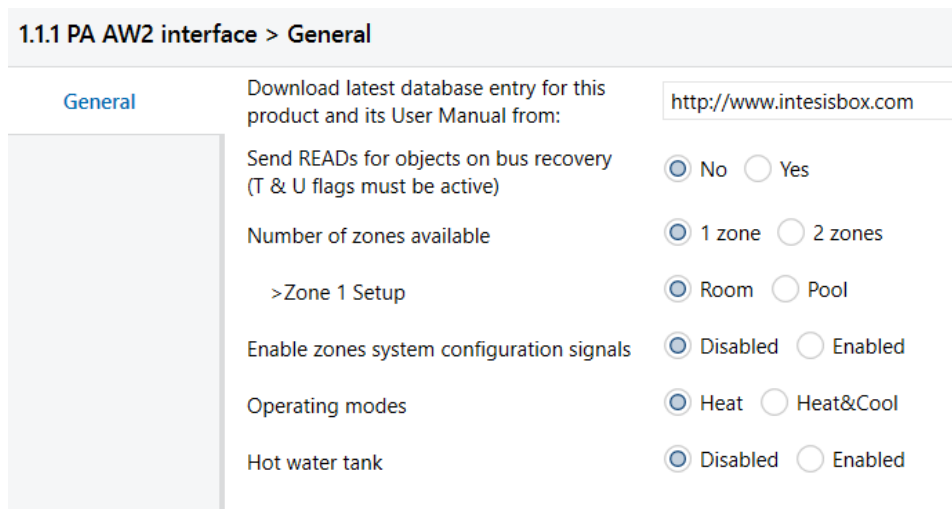 1.1.1 PA AW2 interface > General
General
Download latest database entry for this
product and its User Manual from:
http://www.intesisbox.com
Send READs for objects on bus recovery
(T & U flags must be active)
No Yes
Number of zones available
1 zone 2 zones
>Zone 1 Setup
Room Pool
Enable zones system configuration signals
Disabled Enabled
Operating modes
Heat Heat&Cool
Hot water tank
Disabled Enabled